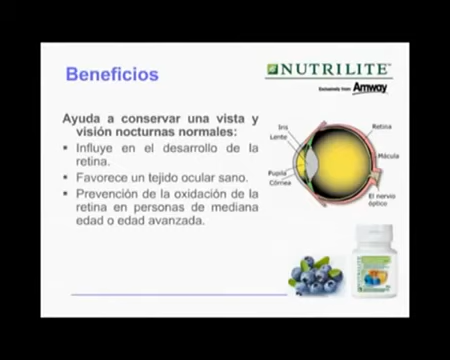 Beneficios
NUTRILITE
Exclusively from Amway
Ayuda a conservar una vista y
visión nocturnas normales:
Influye en el desarrollo de la
retina.
Favorece un tejido ocular sano.
Prevención de la oxidación de la
retina en personas de mediana
edad o edad avanzada.
Iris
Lente
Pupila
Córnea
Retina
Mácula
El nervio
óptico